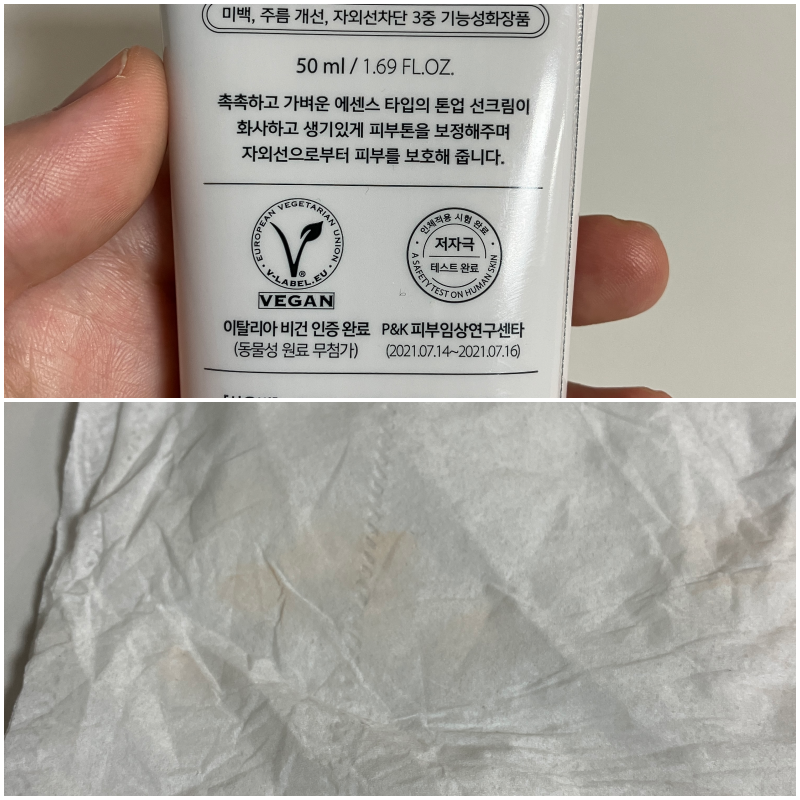 미백, 주름 개선, 자외선차단 3중 기능성화장품
50 ml / 1.69 FL.OZ.
촉촉하고 가벼운 에센스 타입의 톤업 선크림이
화사하고 생기있게 피부톤을 보정해주며
자외선으로부터 피부를 보호해 줍니다.
EUROPEAN VEGETARIAN UNION
V-LABEL.EU
VEGAN
이탈리아 비건 인증 완료
(동물성 원료 무첨가)
인체적용 시험 완료
저자극
테스트 완료
A SAFETY TEST ON HUMAN SKIN
P&K 피부임상연구센타
(2021.07.14~2021.07.16)